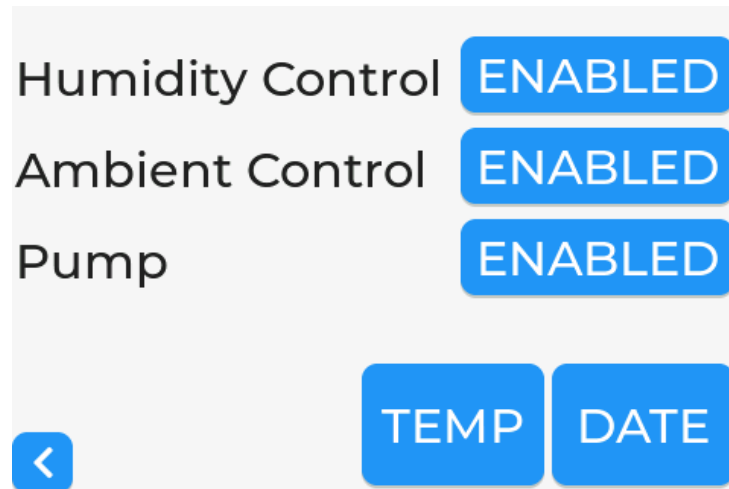 Humidity Control ENABLED
Ambient Control ENABLED
Pump ENABLED
TEMP DATE